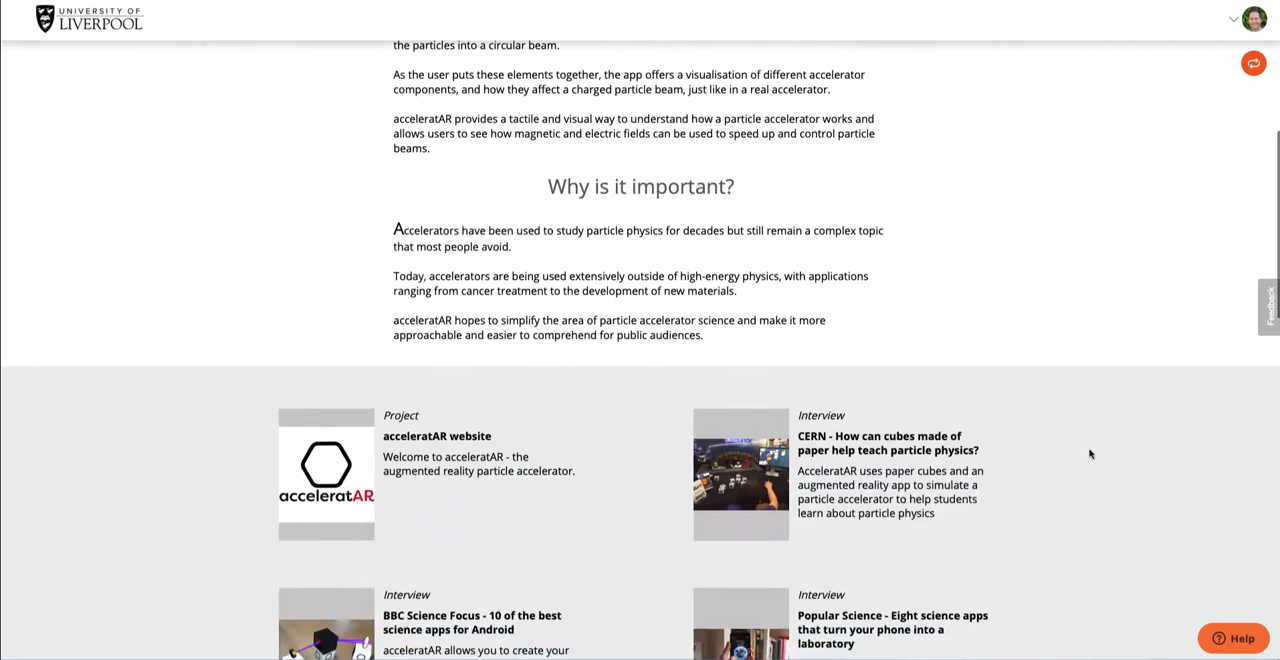 UNIVERSITY OF
LIVERPOOL
the particles into a circular beam.
As the user puts these elements together, the app offers a visualisation of different accelerator
components, and how they affect a charged particle beam, just like in a real accelerator.
acceleratAR provides a tactile and visual way to understand how a particle accelerator works and
allows users to see how magnetic and electric fields can be used to speed up and control particle
beams.
Why is it important?
Accelerators have been used to study particle physics for decades but still remain a complex topic
that most people avoid.
Today, accelerators are being used extensively outside of high-energy physics, with applications
ranging from cancer treatment to the development of new materials.
acceleratAR hopes to simplify the area of particle accelerator science and make it more
approachable and easier to comprehend for public audiences.
Feedback
acceleratAR
Project
acceleratAR website
Welcome to acceleratAR - the
augmented reality particle accelerator.
Interview
CERN - How can cubes made of
paper help teach particle physics?
AcceleratAR uses paper cubes and an
augmented reality app to simulate a
particle accelerator to help students
learn about particle physics
Interview
BBC Science Focus - 10 of the best
science apps for Android
acceleratAR allows you to create your
Interview
Popular Science - Eight science apps
that turn your phone into a
laboratory
Help